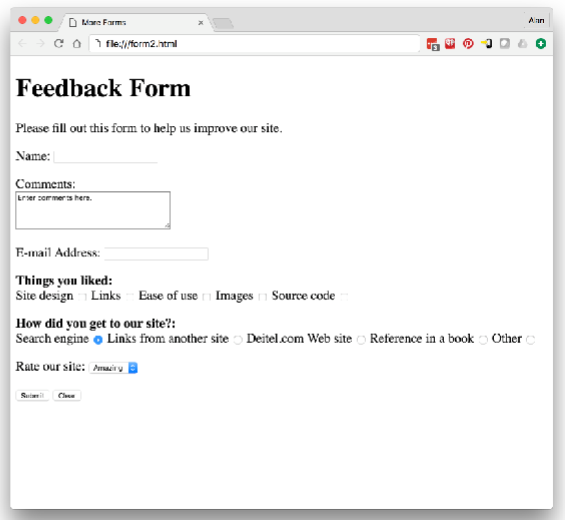 More Forms
Alan
file:///form2.html
Feedback Form
Please fill out this form to help us improve our site.
Name:
Comments:
Enter comments here.
E-mail Address:
Things you liked:
Site design Links Ease of use Images Source code
How did you get to our site?:
Search engine Links from another site Deitel.com Web site Reference in a book Other
Rate our site: Amazing
Submit Clear